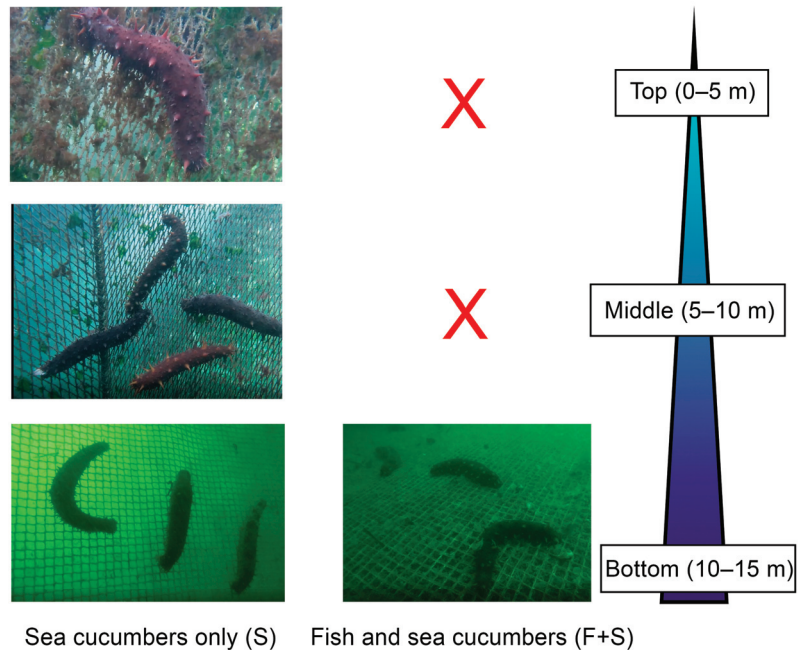 Top (0–5 m)
Middle (5–10 m)
Bottom (10–15 m)
Sea cucumbers only (S)
Fish and sea cucumbers (F+S)